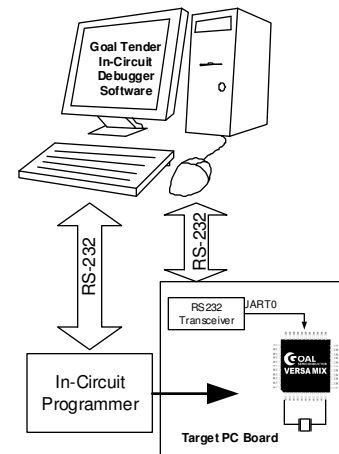 Goal Tender
In-Circuit
Debugger
Software
RS-232
RS-232
RS232
Transceiver
UART0
GOAL
SEMICONDUCTOR
VERSA MIX
In-Circuit
Programmer
Target PC Board